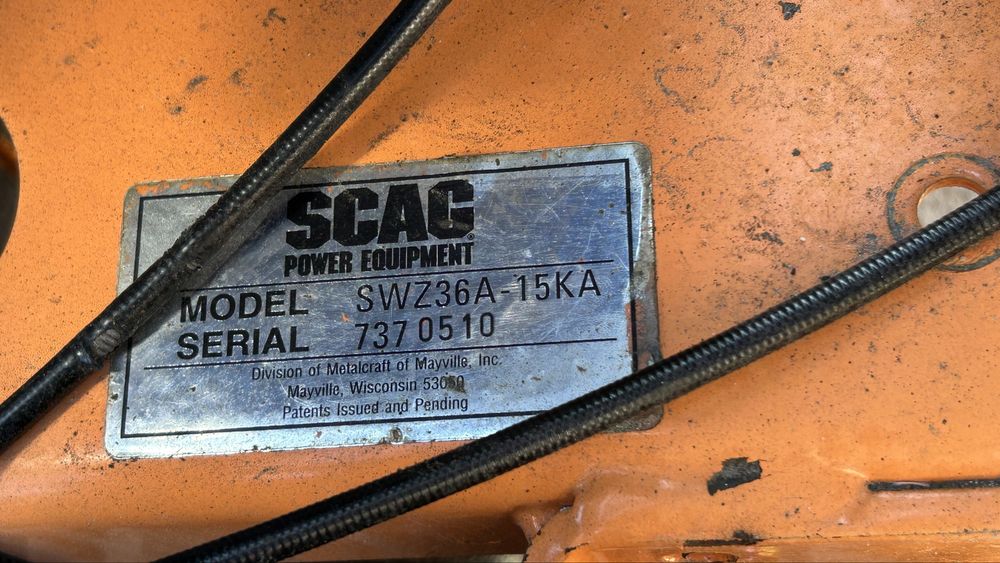 SCAG
POWER EQUIPMENT
MODEL SWZ36A-15KA
SERIAL 737 0510
Division of Metalcraft of Mayville, Inc.
Mayville, Wisconsin 53050
Patents Issued and Pending